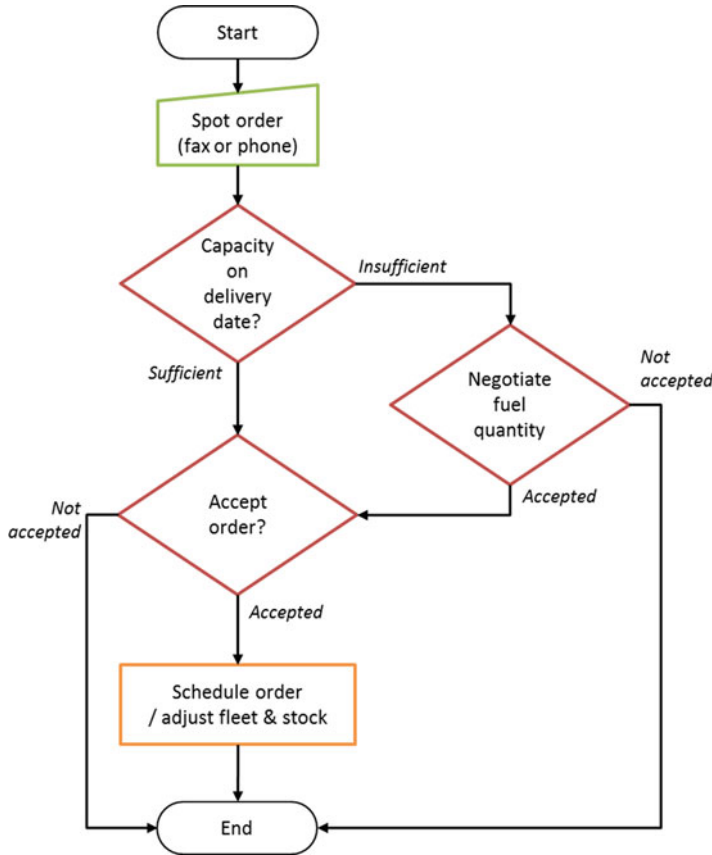 Start
Spot order
(fax or phone)
Capacity
on
delivery
date?
Insufficient
Sufficient
Negotiate
fuel
quantity
Not
accepted
Accepted
Accept
order?
Not
accepted
Accepted
Schedule order
/ adjust fleet & stock
End